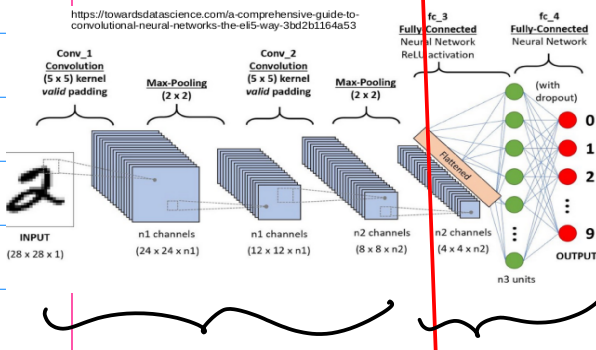 https://towardsdatascience.com/a-comprehensive-guide-to-
convolutional-neural-networks-the-eli5-way-3bd2b1164a53
fc_3
Fully-Connected
Neural Network
ReLU activation
fc_4
Fully-Connected
Neural Network
Conv_1
Convolution
(5 x 5) kernel
valid padding
Max-Pooling
(2 x 2)
Conv_2
Convolution
(5 x 5) kernel
valid padding
Max-Pooling
(2 x 2)
(with
dropout)
2
Flattened
0
1
2
9
INPUT
(28 x 28 x 1)
n1 channels
(24 x 24 x n1)
n1 channels
(12 x 12 x n1)
n2 channels
(8 x 8 x n2)
n2 channels
(4 x 4 x n2)
n3 units
OUTPUT